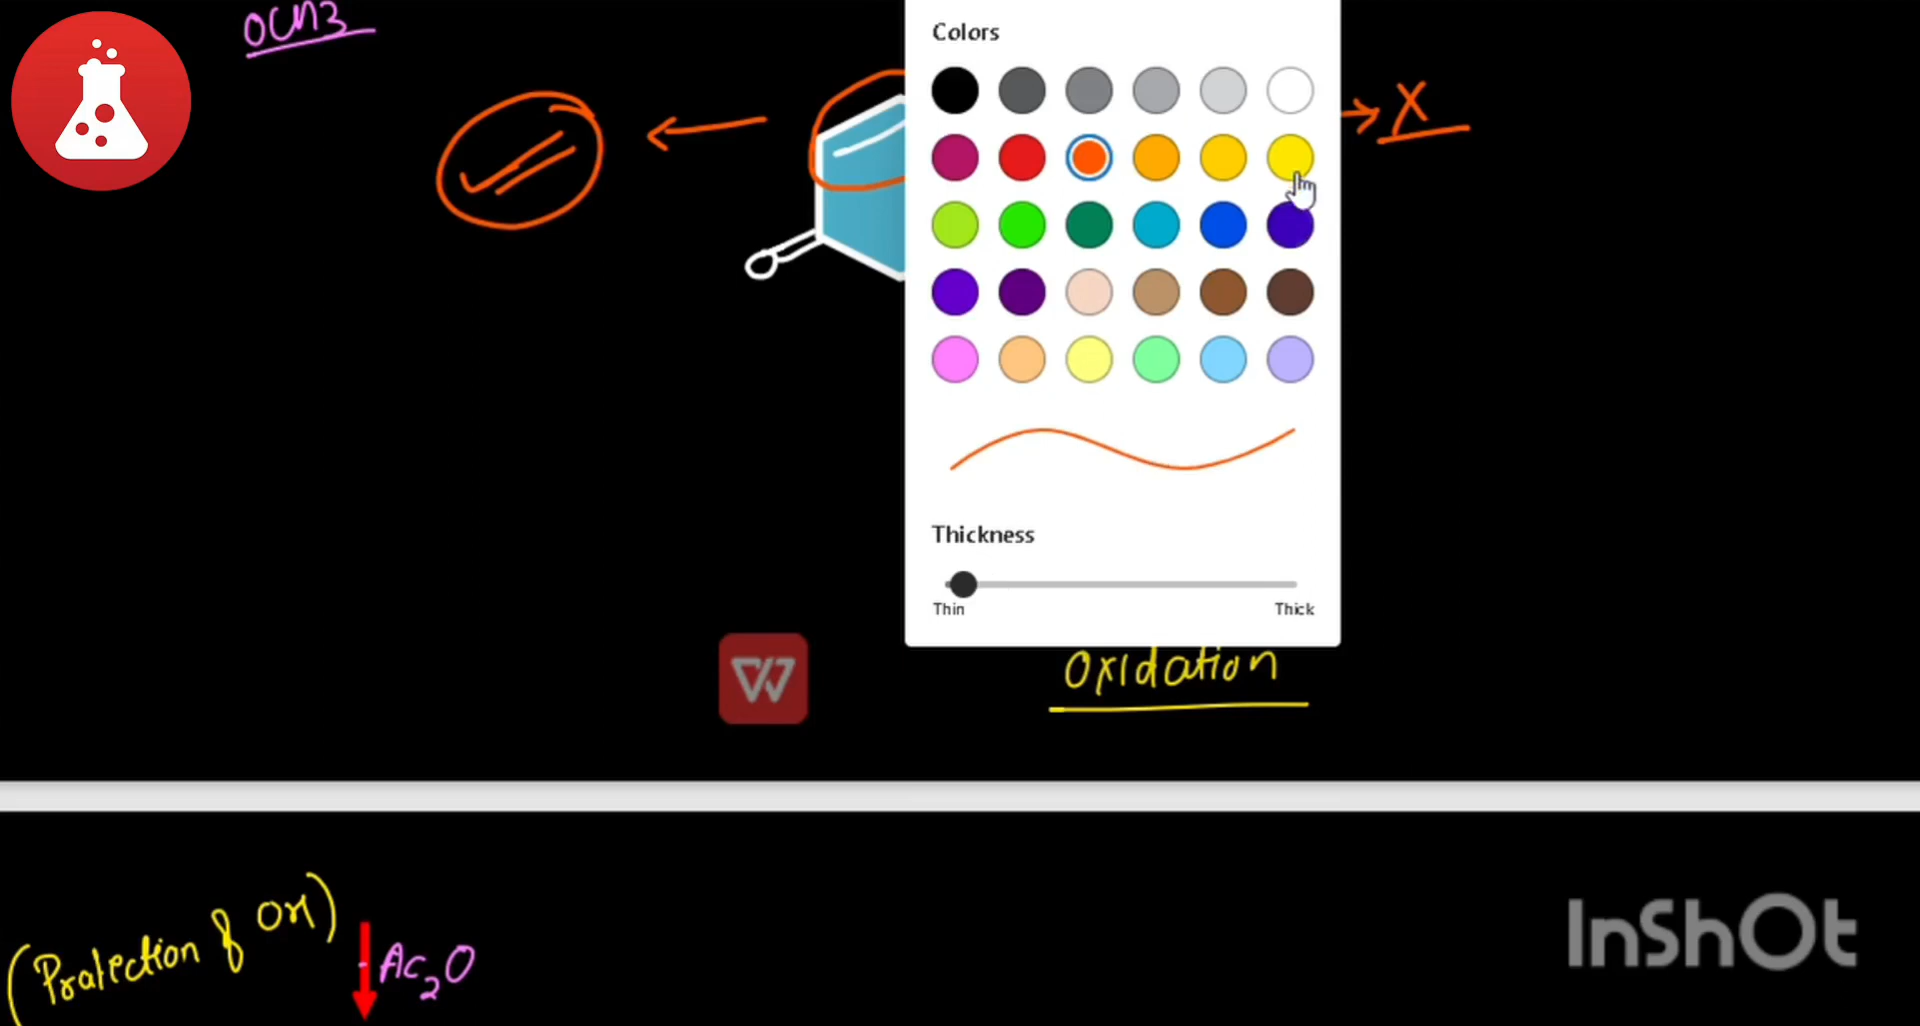 OCH3
Colors
X
Thickness
Thin Thick
Oxidation
(Protection of OH)
Ac2O
InShOt